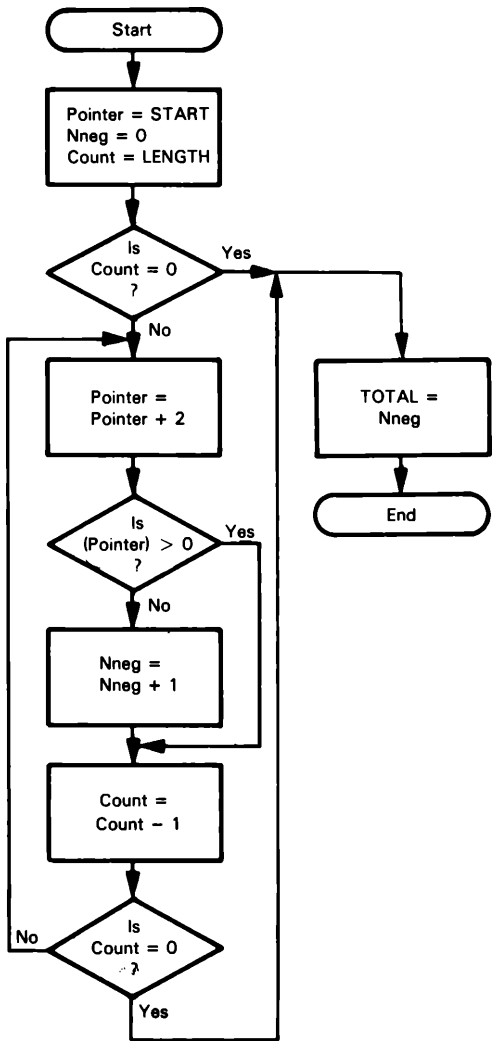 Start
Pointer = START
Nneg = 0
Count = LENGTH
Is
Count = 0
?
Yes
No
Pointer =
Pointer + 2
TOTAL =
Nneg
End
Is
(Pointer) > 0
?
Yes
No
Nneg =
Nneg + 1
Count =
Count - 1
Is
Count = 0
?
No
Yes